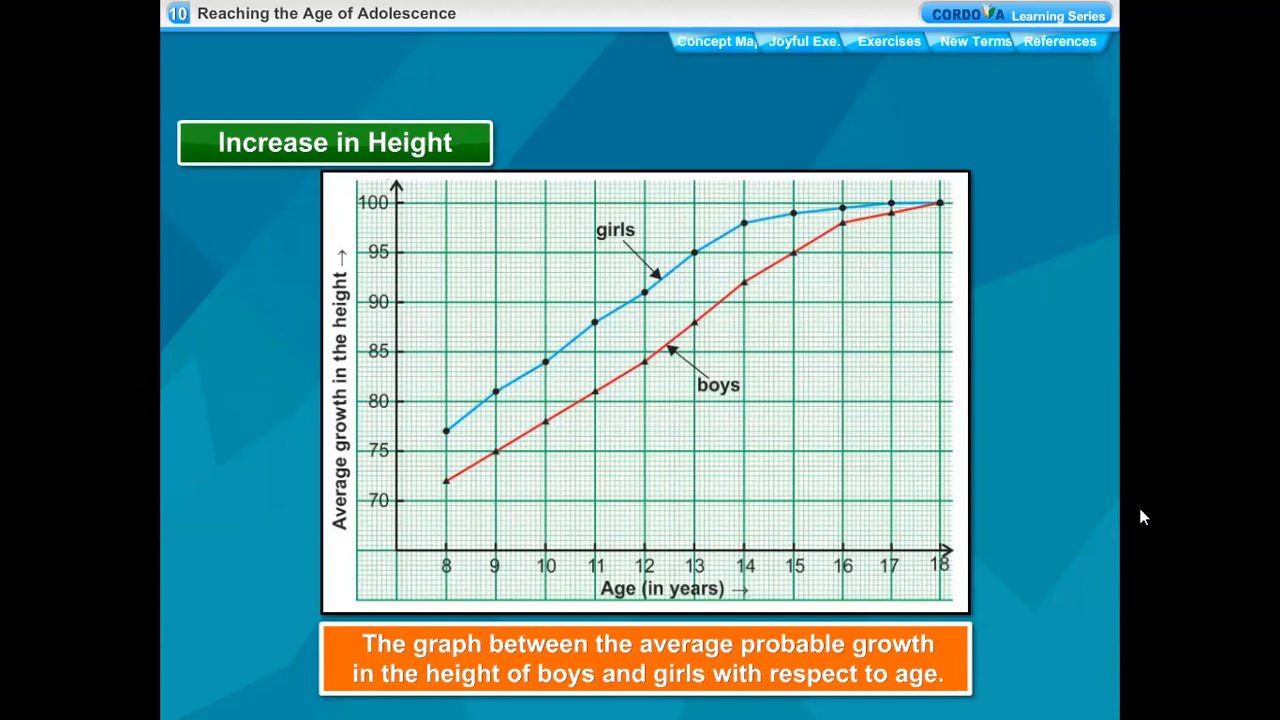 10 Reaching the Age of Adolescence
CORDOVA Learning Series
Concept Ma Joyful Exe. Exercises New Terms References
Increase in Height
100
95
90
85
80
75
70
Average growth in the height →
girls
boys
8 9 10 11 12 13 14 15 16 17 18
Age (in years) →
The graph between the average probable growth
in the height of boys and girls with respect to age.